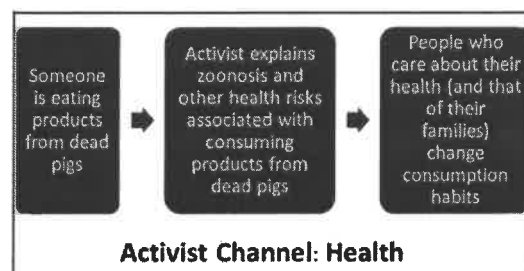 Someone
is eating
products
from dead
pigs
Activist explains
zoonosis and
other health risks
associated with
consuming
products from
dead pigs
People who
care about their
health (and that
of their
families)
change
consumption
habits
Activist Channel: Health